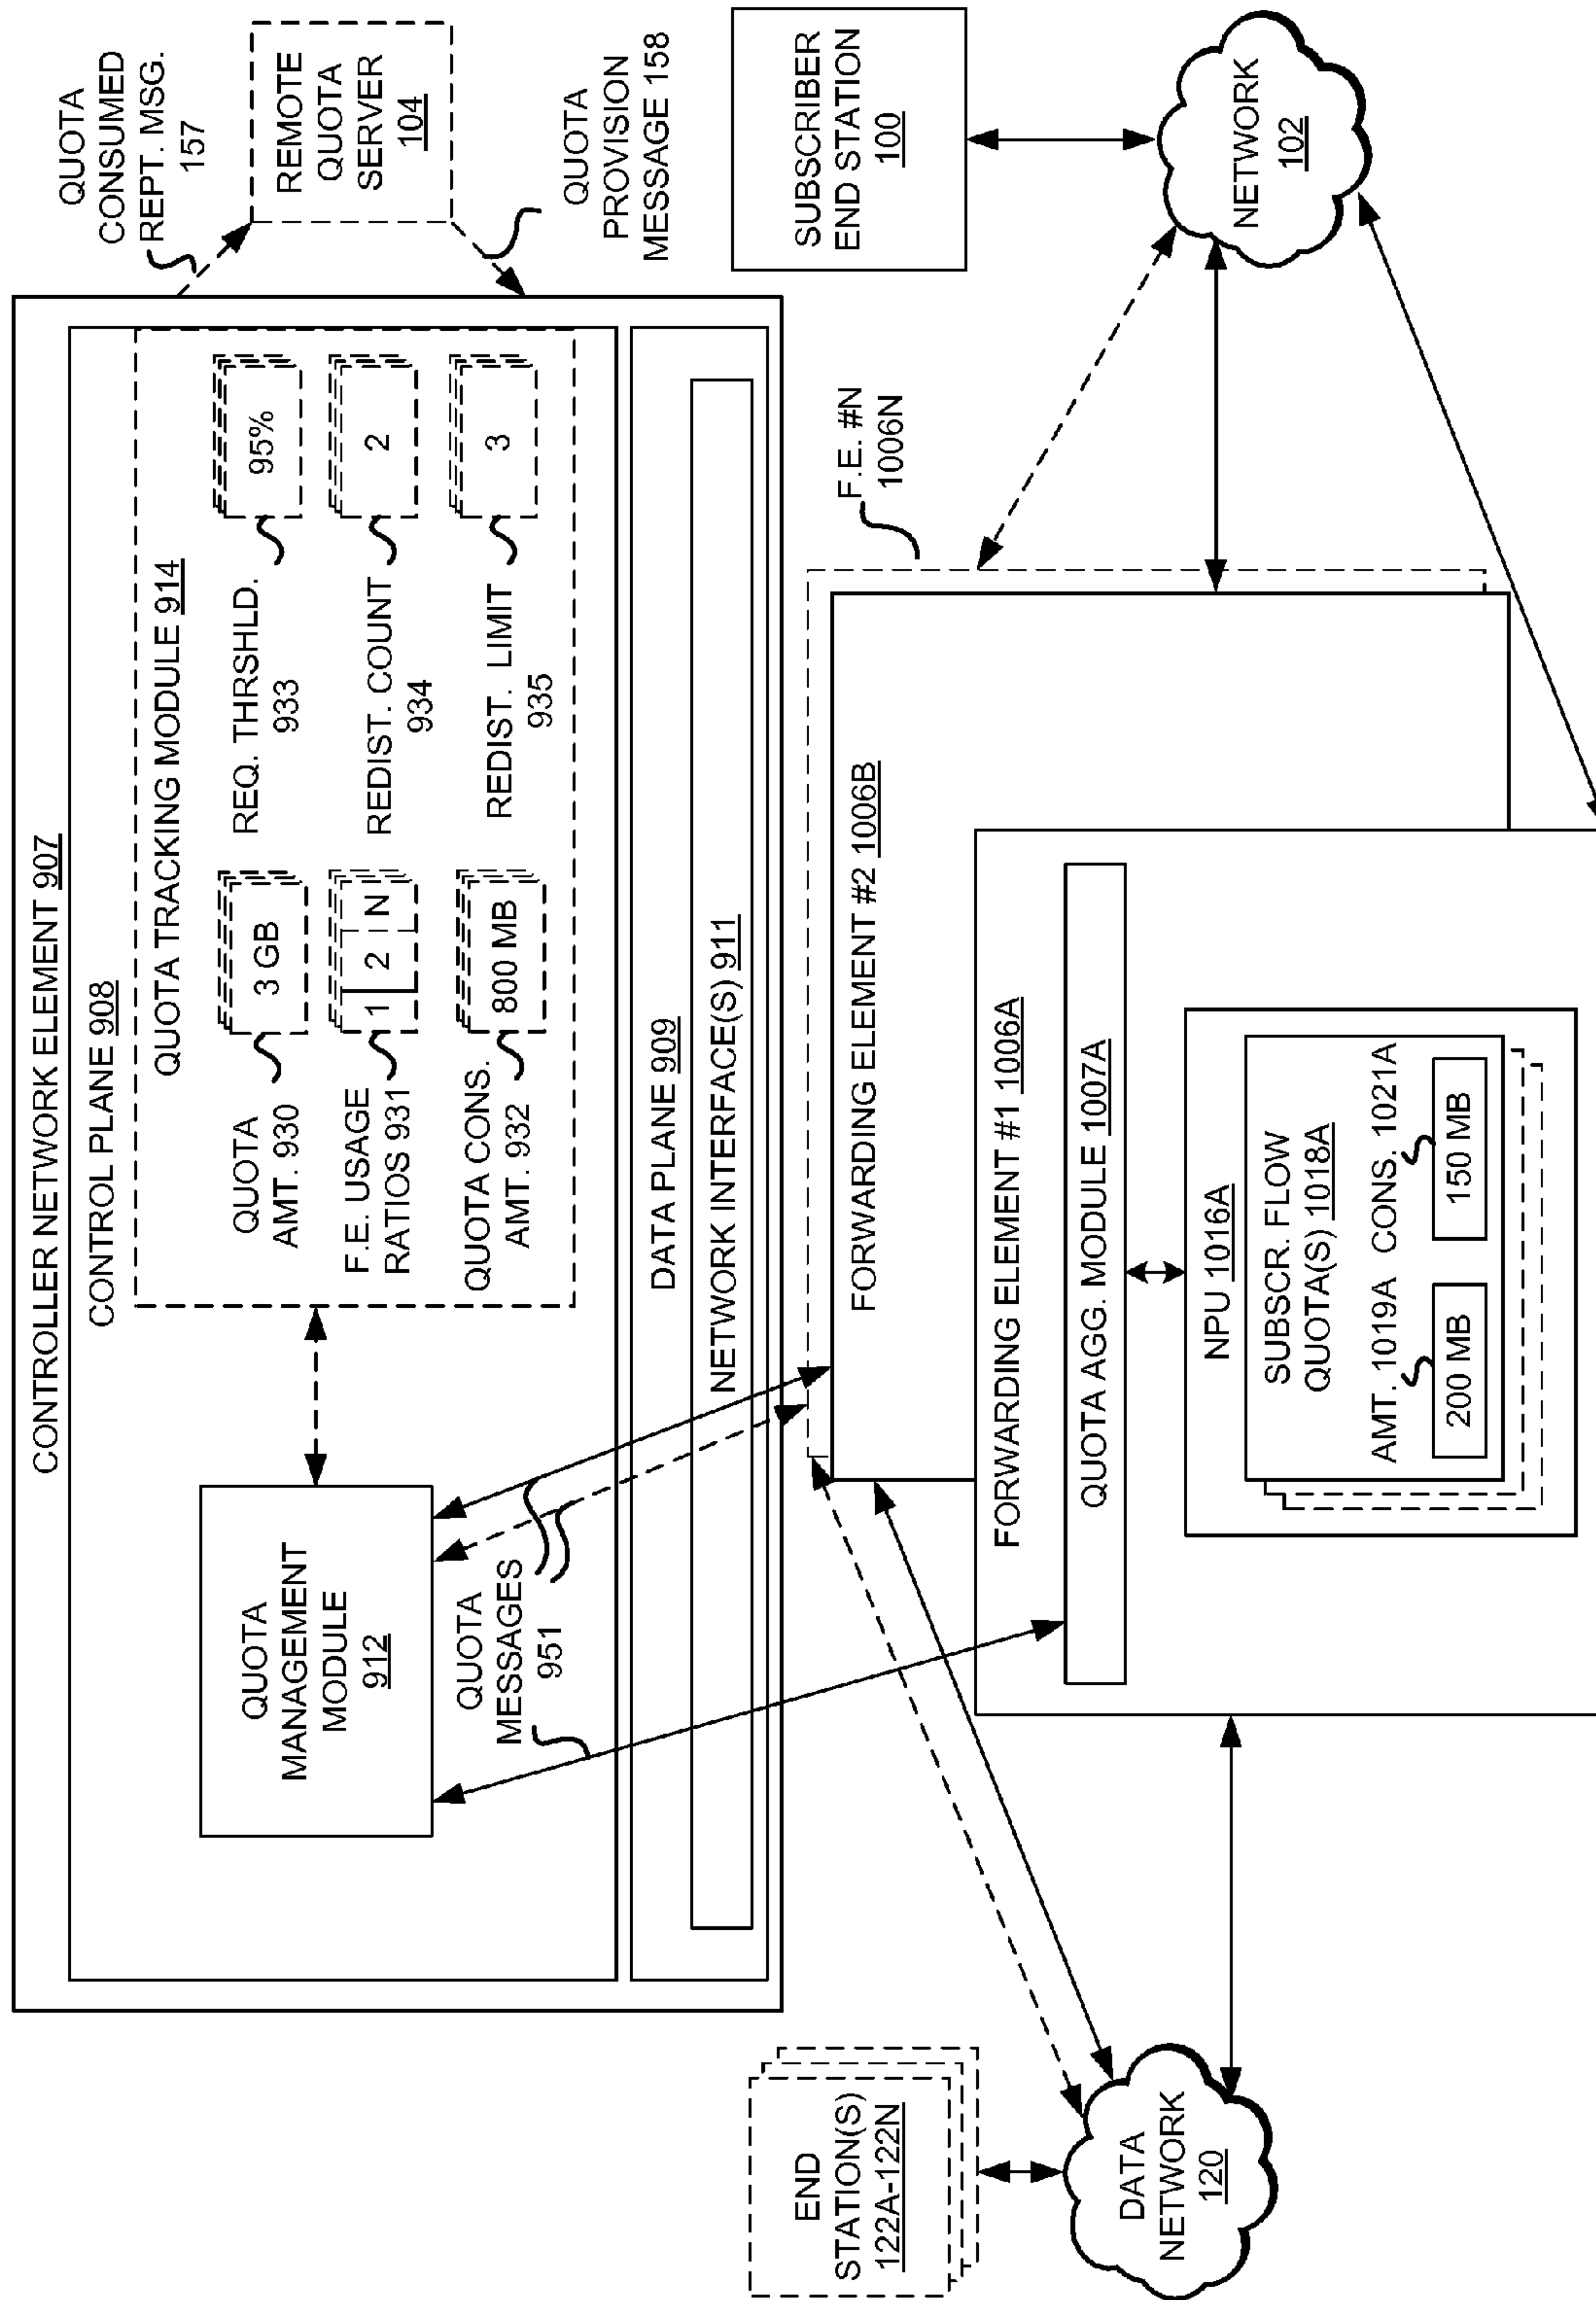 CONTROLLER NETWORK ELEMENT 907
CONTROL PLANE 908
QUOTA
MANAGEMENT
MODULE
912
QUOTA TRACKING MODULE 914
QUOTA
AMT. 930
3 GB
F.E. USAGE
RATIOS 931
1 2 N
QUOTA CONS.
AMT. 932
800 MB
REQ. THRSHLD.
933
95%
REDIST. COUNT
934
2
REDIST. LIMIT
935
3
QUOTA
MESSAGES
951
DATA PLANE 909
NETWORK INTERFACE(S) 911
QUOTA
CONSUMED
REPT. MSG.
157
REMOTE
QUOTA
SERVER
104
QUOTA
PROVISION
MESSAGE 158
SUBSCRIBER
END STATION
100
NETWORK
102
F.E. #N
1006N
FORWARDING ELEMENT #2 1006B
FORWARDING ELEMENT #1 1006A
QUOTA AGG. MODULE 1007A
NPU 1016A
SUBSCR. FLOW
QUOTA(S) 1018A
AMT. 1019A CONS. 1021A
200 MB 150 MB
END
STATION(S)
122A-122N
DATA
NETWORK
120